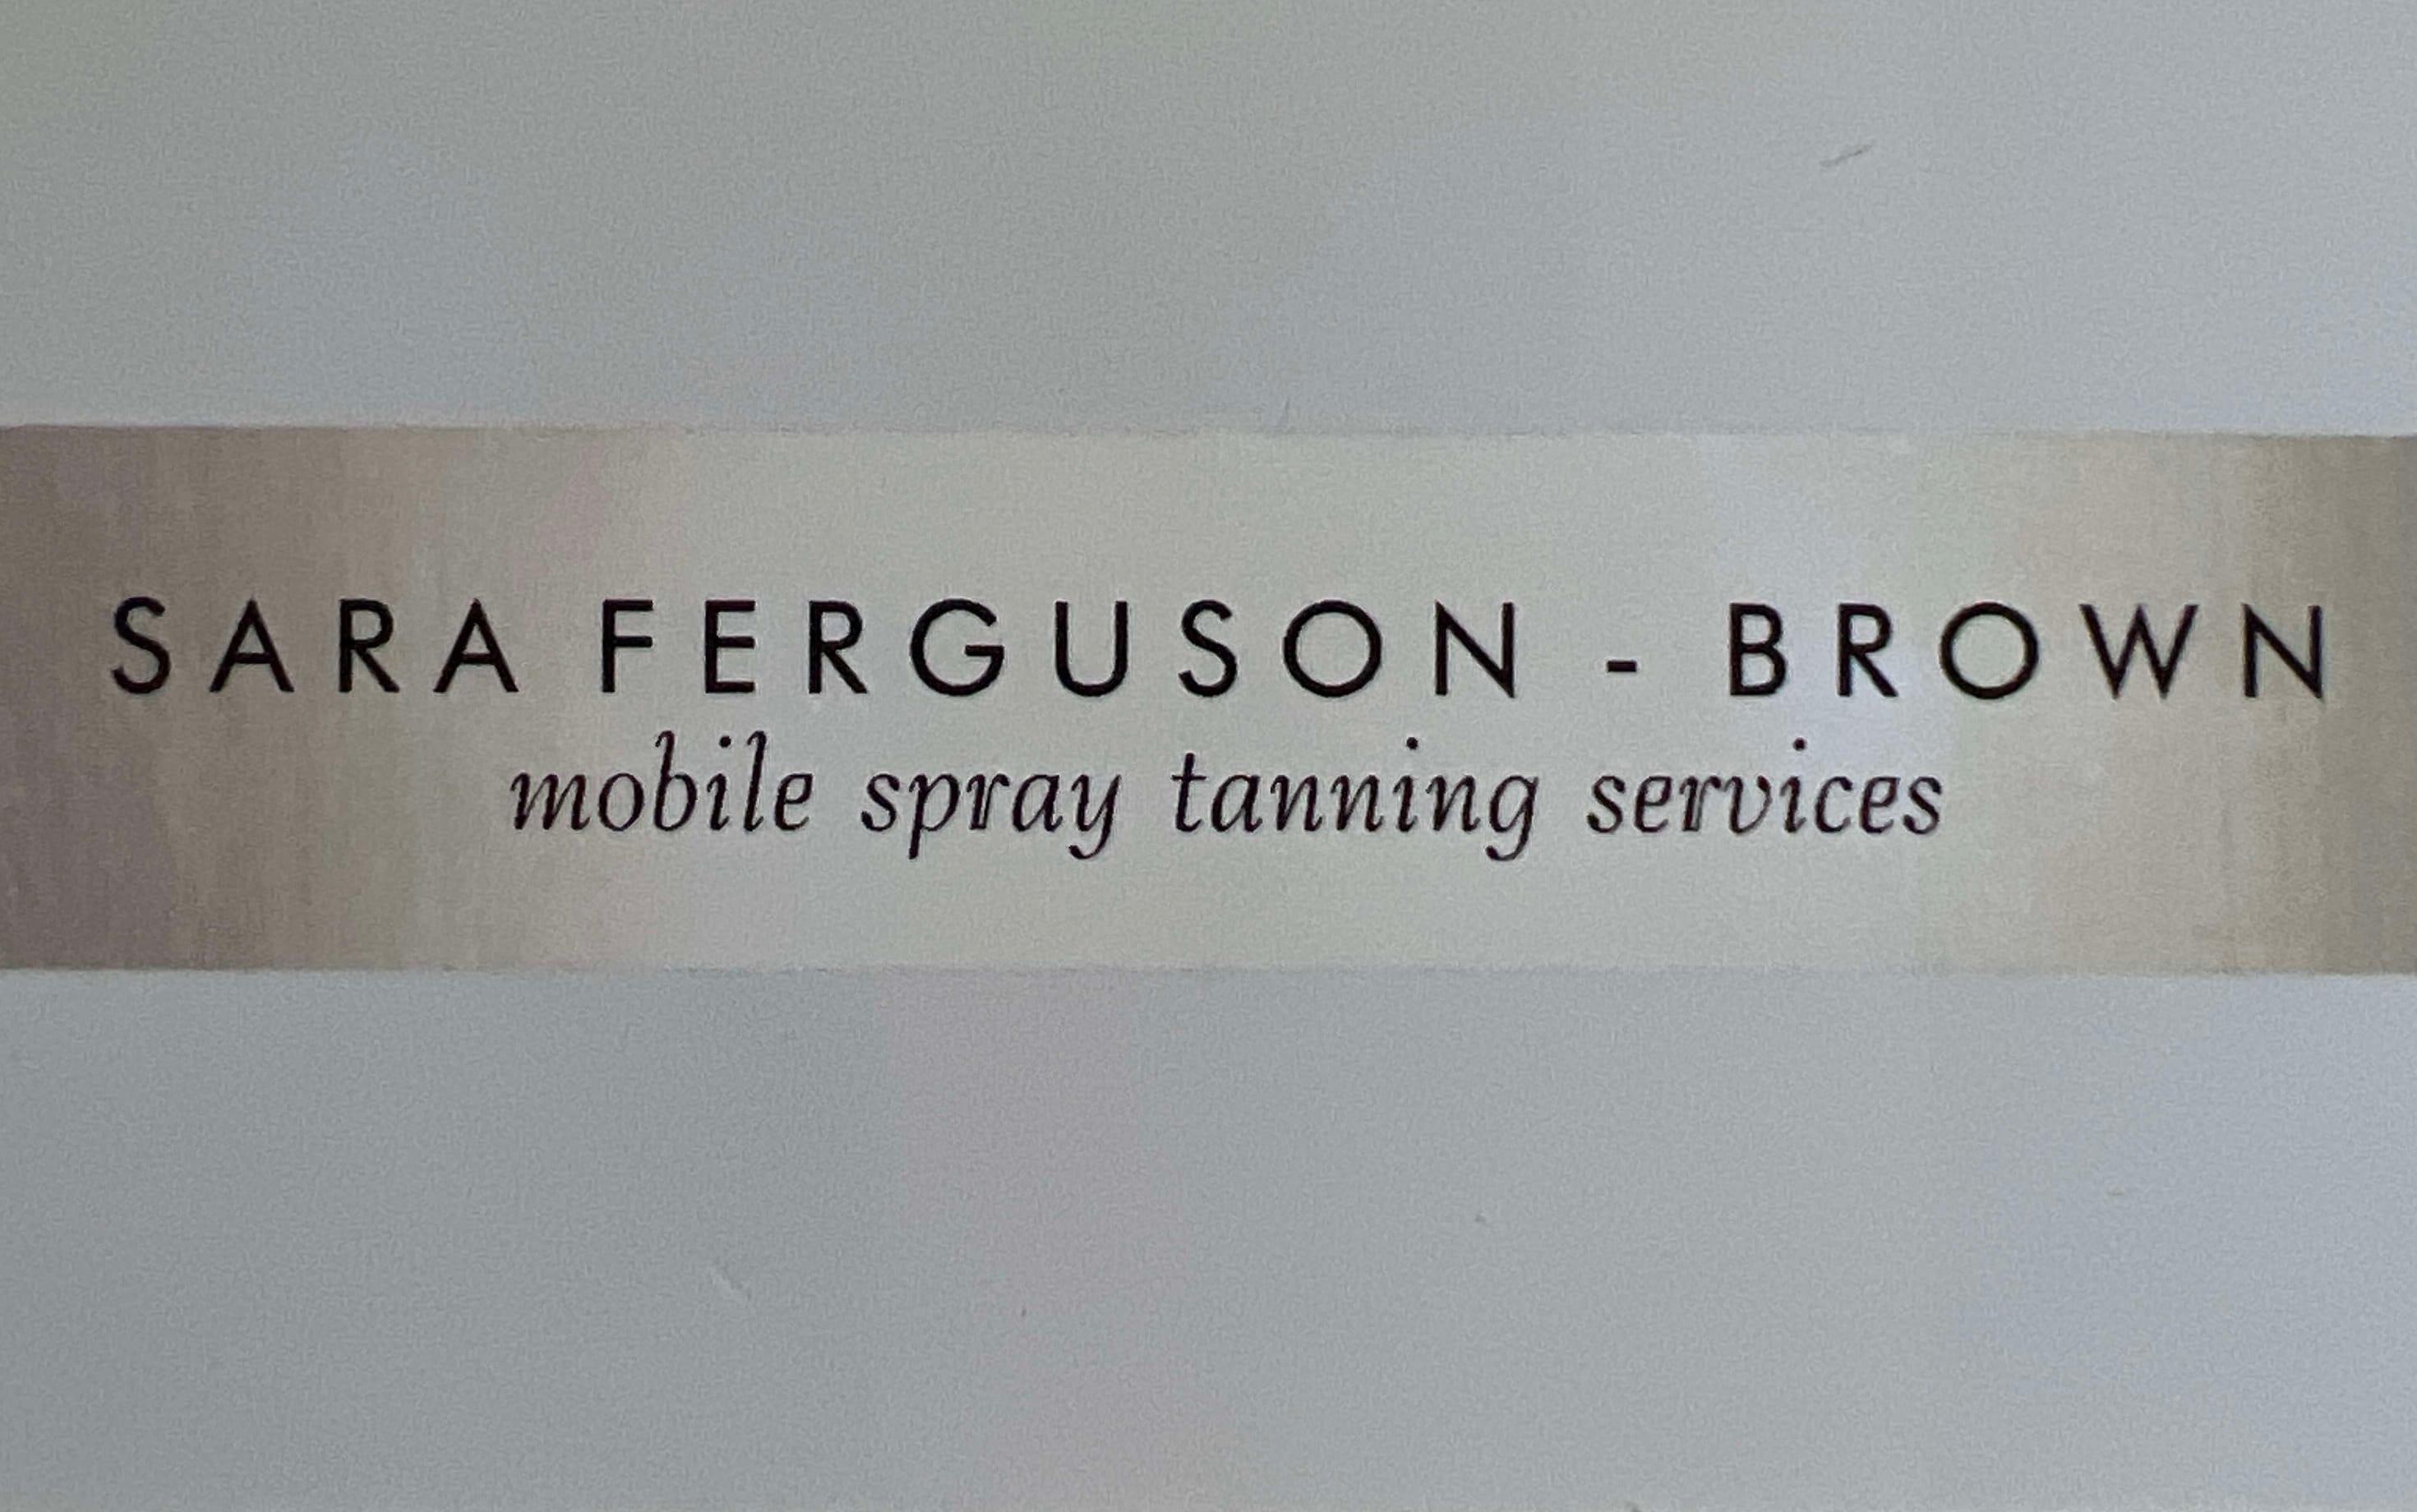 SARA FERGUSON - BROWN
mobile spray tanning services